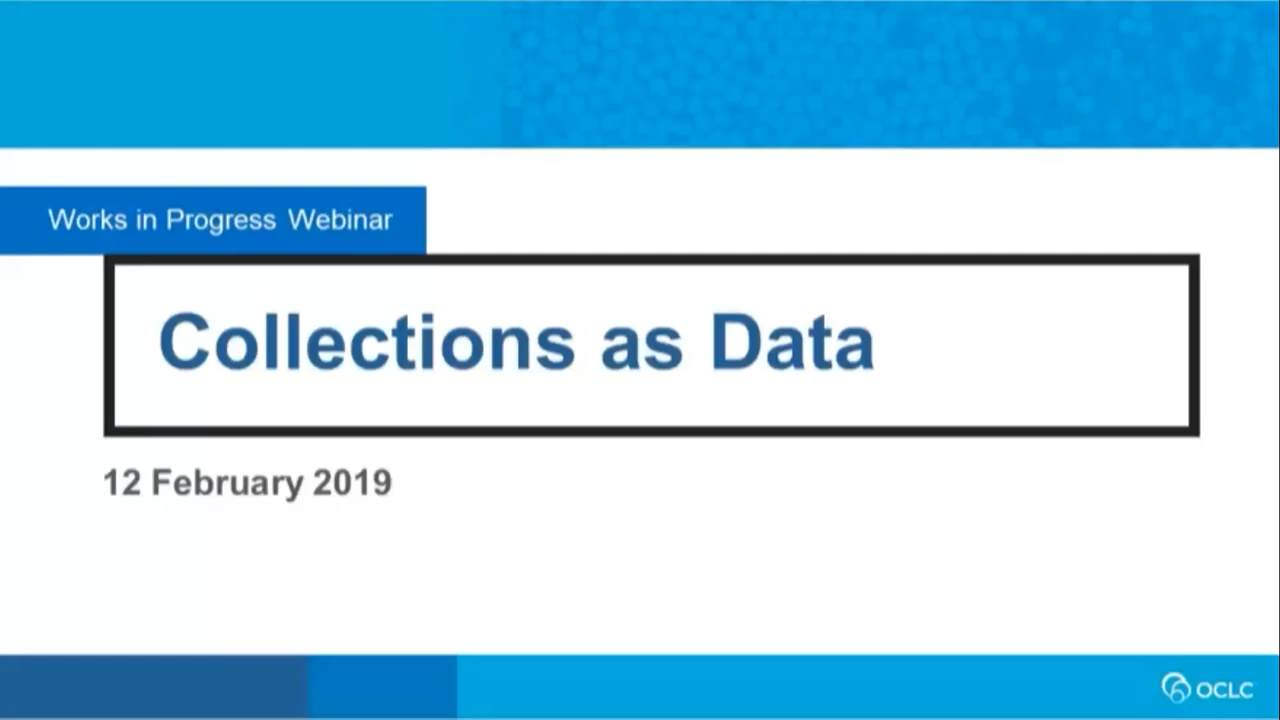 Works in Progress Webinar
Collections as Data
12 February 2019
OCLC